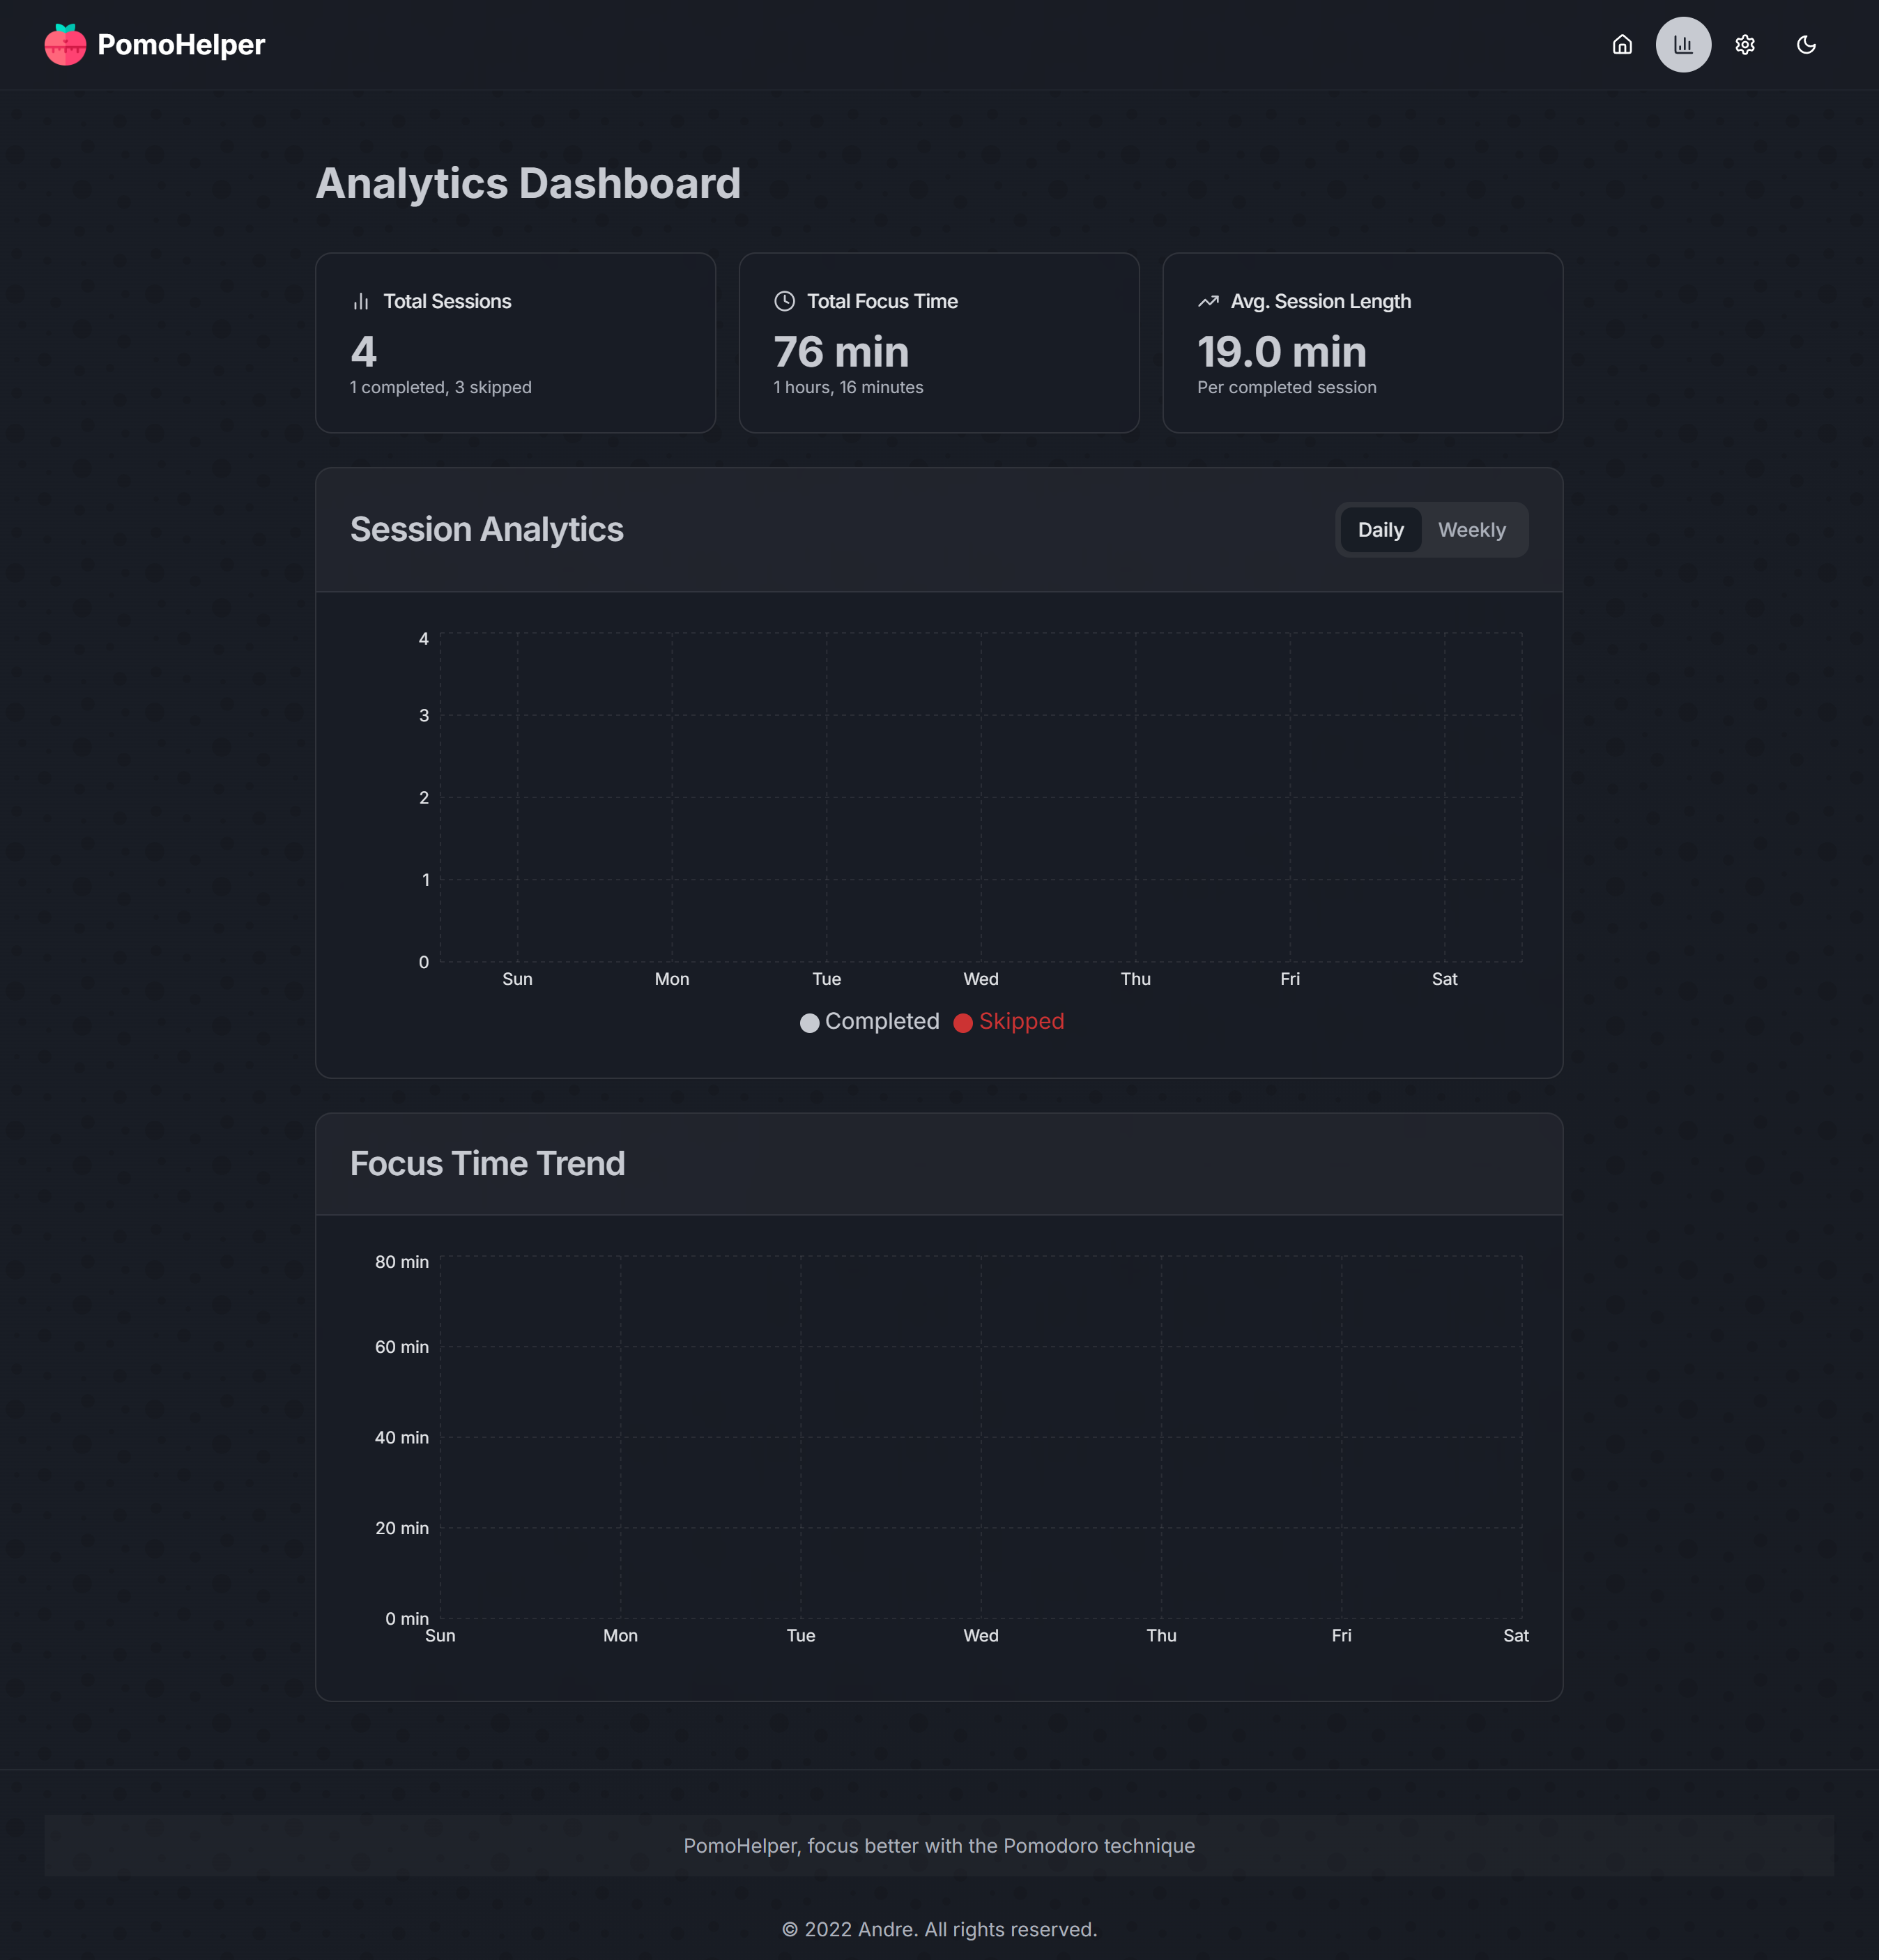 PomoHelper
Analytics Dashboard
Total Sessions
4
1 completed, 3 skipped
Total Focus Time
76 min
1 hours, 16 minutes
Avg. Session Length
19.0 min
Per completed session
Session Analytics
Daily Weekly
4
3
2
1
0
Sun Mon Tue Wed Thu Fri Sat
Completed Skipped
Focus Time Trend
80 min
60 min
40 min
20 min
0 min
Sun Mon Tue Wed Thu Fri Sat
PomoHelper, focus better with the Pomodoro technique
© 2022 Andre. All rights reserved.